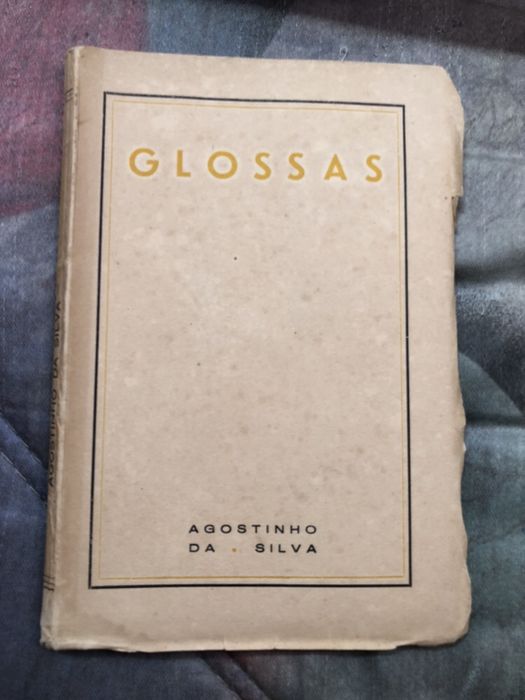 GLOSSAS
AGOSTINHO
DA . SILVA
AGOSTINHO DA SILVA